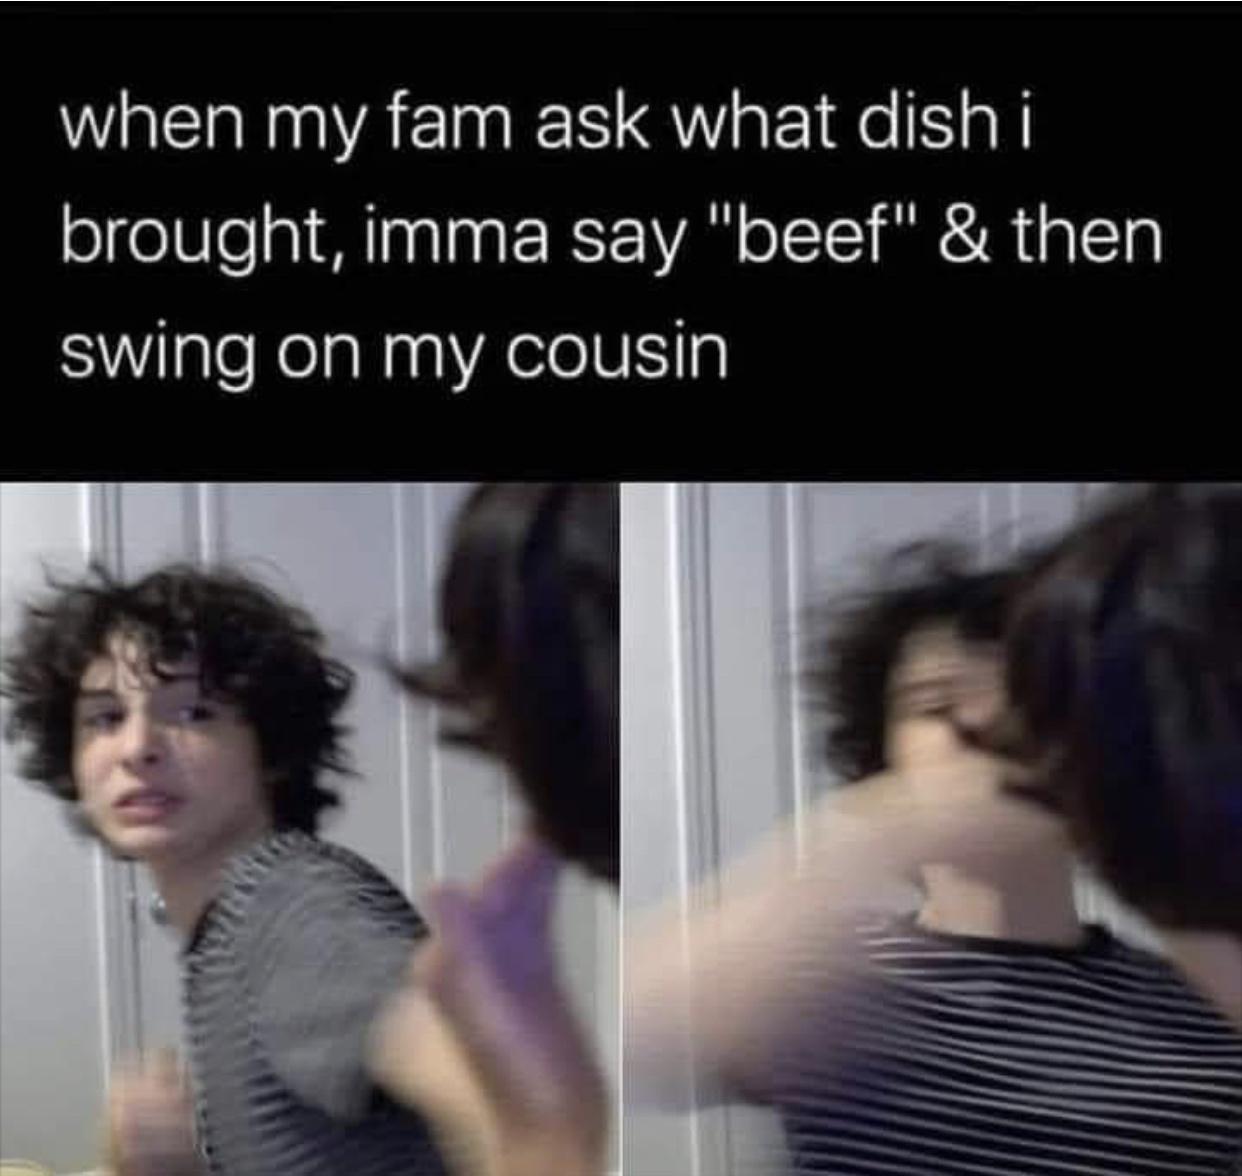 when my fam ask what dish i
brought, imma say "beef" & then
swing on my cousin